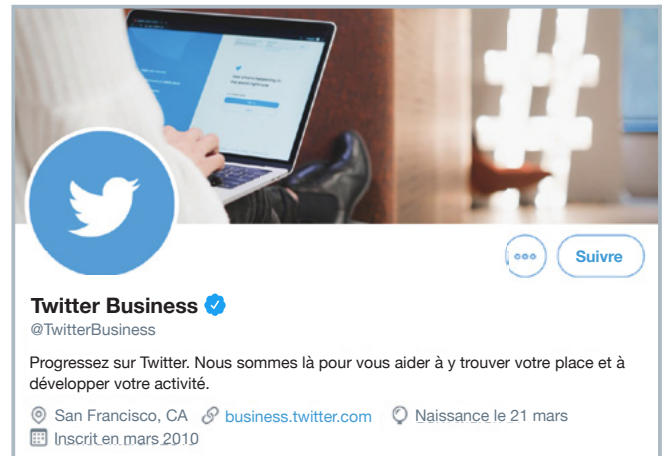 Suivre
Twitter Business
@TwitterBusiness
Progressez sur Twitter. Nous sommes là pour vous aider à y trouver votre place et à
développer votre activité.
San Francisco, CA business.twitter.com Naissance le 21 mars
Inscrit en mars 2010